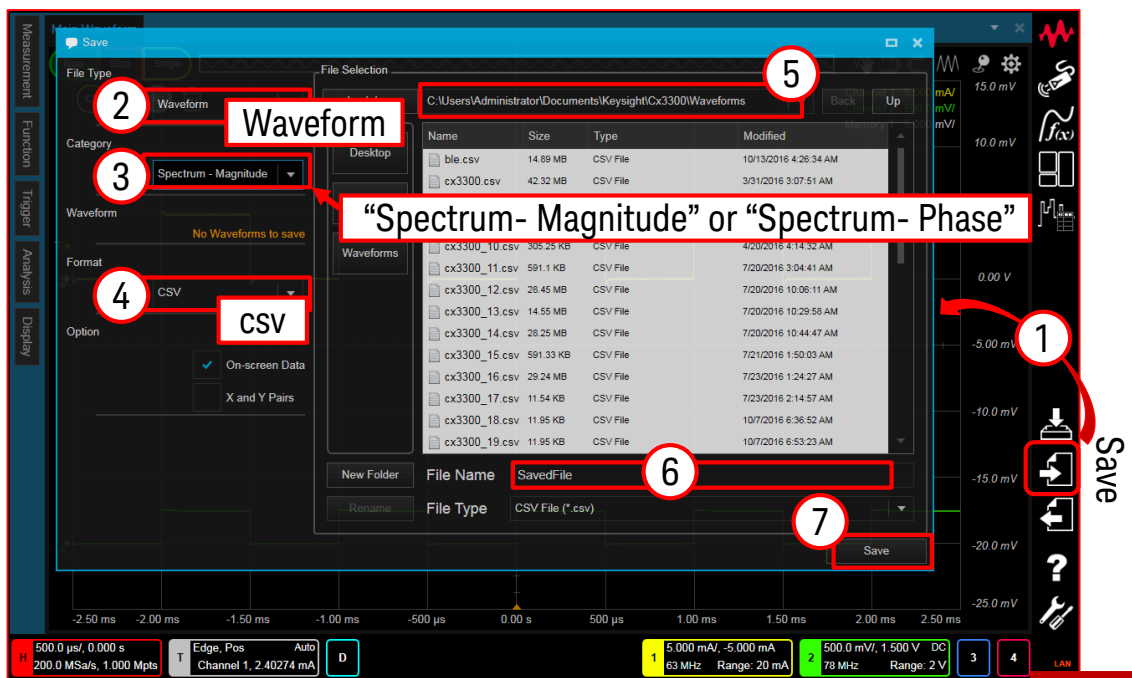 Measurement
Function
Trigger
Analysis
Display
Main Waveform
Stop
Single
Save
File Type
2
Waveform
Waveform
Category
3
Spectrum - Magnitude
“Spectrum- Magnitude” or “Spectrum- Phase”
Waveform
No Waveforms to save
Format
4
CSV
CSV
Option
On-screen Data
X and Y Pairs
File Selection
5
C:\Users\Administrator\Documents\Keysight\Cx3300\Waveforms
Back
Up
Desktop
Waveforms
Name Size Type Modified
ble.csv 14.89 MB CSV File 10/13/2016 4:26:34 AM
cx3300.csv 42.32 MB CSV File 3/31/2016 3:07:51 AM
cx3300_10.csv 305.25 KB CSV File 4/20/2016 4:14:32 AM
cx3300_11.csv 591.1 KB CSV File 7/20/2016 3:04:41 AM
cx3300_12.csv 28.45 MB CSV File 7/20/2016 10:06:11 AM
cx3300_13.csv 14.55 MB CSV File 7/20/2016 10:29:58 AM
cx3300_14.csv 28.25 MB CSV File 7/20/2016 10:44:47 AM
cx3300_15.csv 591.33 KB CSV File 7/21/2016 1:50:03 AM
cx3300_16.csv 29.24 MB CSV File 7/23/2016 1:24:27 AM
cx3300_17.csv 11.54 KB CSV File 7/23/2016 2:14:57 AM
cx3300_18.csv 11.95 KB CSV File 10/7/2016 6:36:52 AM
cx3300_19.csv 11.95 KB CSV File 10/7/2016 6:53:23 AM
New Folder
File Name SavedFile
6
Rename
File Type CSV File (*.csv)
7
Save
mA/
mV/
mV/
15.0 mV
10.0 mV
0.00 V
-5.00 mV
-10.0 mV
-15.0 mV
-20.0 mV
-25.0 mV
f(x)
1
Save
?
-2.50 ms -2.00 ms -1.50 ms -1.00 ms -500 µs 0.00 s 500 µs 1.00 ms 1.50 ms 2.00 ms 2.50 ms
H
500.0 µs/, 0.000 s
200.0 MSa/s, 1.000 Mpts
T
Edge, Pos Auto
Channel 1, 2.40274 mA
D
1
5.000 mA/, -5.000 mA
63 MHz Range: 20 mA
2
500.0 mV/, 1.500 V DC
78 MHz Range: 2 V
3
4
LAN